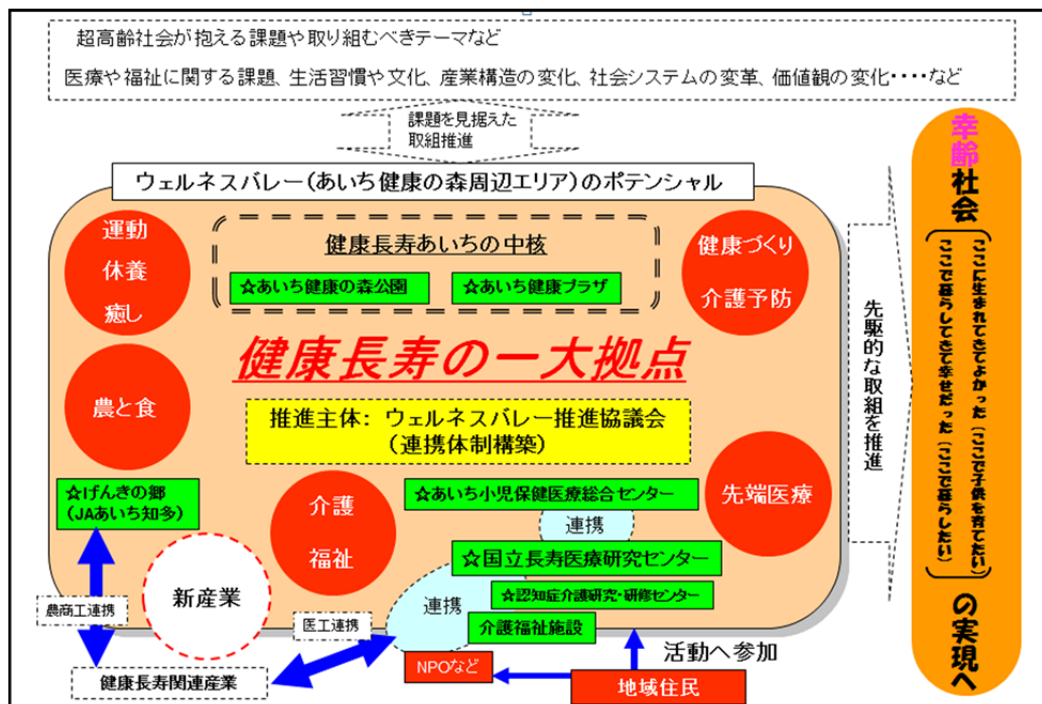 超高齢社会が抱える課題や取り組むべきテーマなど
医療や福祉に関する課題、生活習慣や文化、産業構造の変化、社会システムの変革、価値観の変化・・・・など
課題を見据えた
取組推進
ウェルネスバレー(あいち健康の森周辺エリア)のポテンシャル
運動
休養
癒し
健康長寿あいちの中核
☆あいち健康の森公園
☆あいち健康プラザ
健康づくり
介護予防
健康長寿の一大拠点
農と食
推進主体: ウェルネスバレー推進協議会
(連携体制構築)
☆げんきの郷
(JAあいち知多)
介護
福祉
☆あいち小児保健医療総合センター
連携
先端医療
☆国立長寿医療研究センター
☆認知症介護研究・研修センター
連携
介護福祉施設
新産業
農商工連携
医工連携
健康長寿関連産業
NPOなど
地域住民
活動へ参加
先駆的な取組を推進
幸齢社会
ここに生まれてきてよかった(ここで子供を育てたい)
ここで暮らしてきて幸せだった(ここで暮らしたい)
の実現へ